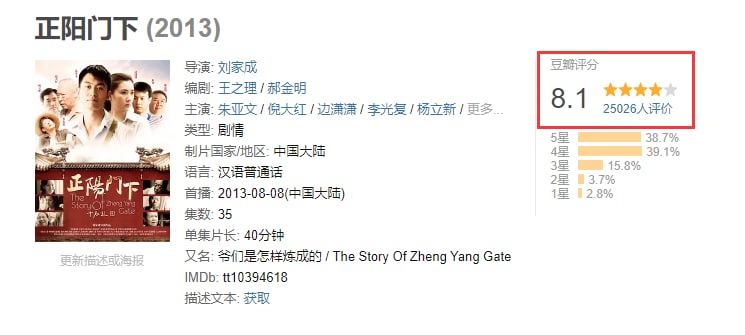 正阳门下 (2013)
导演: 刘家成
编剧: 王之理 / 郝金明
主演: 朱亚文 / 倪大红 / 边潇潇 / 李光复 / 杨立新 / 更多...
类型: 剧情
制片国家/地区: 中国大陆
语言: 汉语普通话
首播: 2013-08-08(中国大陆)
集数: 35
单集片长: 40分钟
又名: 爷们是怎样炼成的 / The Story Of Zheng Yang Gate
IMDb: tt10394618
描述文本: 获取
正陽門下
The Story Of Zheng Yang Gate
更新描述或海报
豆瓣评分
8.1
25026人评价
5星 38.7%
4星 39.1%
3星 15.8%
2星 3.7%
1星 2.8%